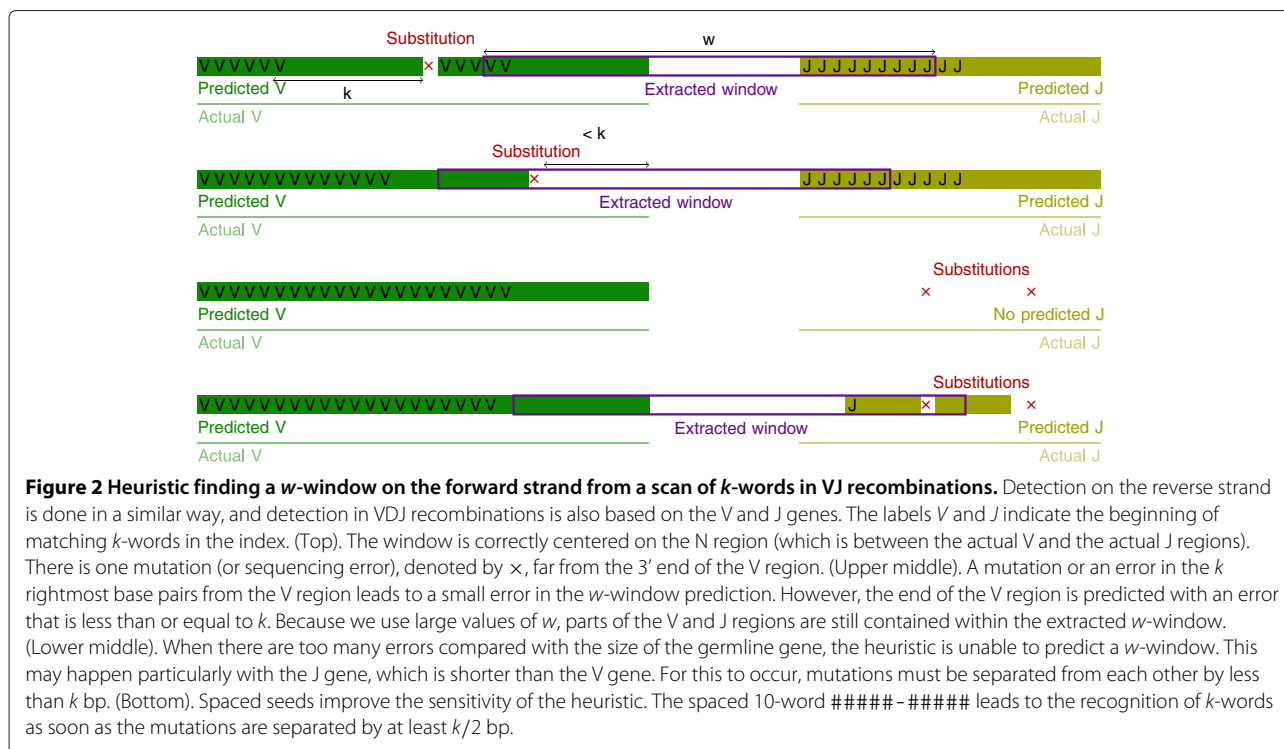 Substitution
w
V V V V V V × V V V V V J J J J J J J J J J J
k
Predicted V Extracted window Predicted J
Actual V Actual J
< k
Substitution
V V V V V V V V V V V V V × J J J J J J J J J J J
Predicted V Extracted window Predicted J
Actual V Actual J
Substitutions
V V V V V V V V V V V V V V V V V V V V V × ×
Predicted V No predicted J
Actual V Actual J
Substitutions
V V V V V V V V V V V V V V V V V V V V J × ×
Predicted V Extracted window Predicted J
Actual V Actual J
Figure 2 Heuristic finding a w-window on the forward strand from a scan of k-words in VJ recombinations. Detection on the reverse
strand is done in a similar way, and detection in VDJ recombinations is also based on the V and J genes. The labels V and J indicate the beginning of
matching k-words in the index. (Top). The window is correctly centered on the N region (which is between the actual V and the actual J regions).
There is one mutation (or sequencing error), denoted by ×, far from the 3' end of the V region. (Upper middle). A mutation or an error in the k
rightmost base pairs from the V region leads to a small error in the w-window prediction. However, the end of the V region is predicted with an error
that is less than or equal to k. Because we use large values of w, parts of the V and J regions are still contained within the extracted w-window.
(Lower middle). When there are too many errors compared with the size of the germline gene, the heuristic is unable to predict a w-window. This
may happen particularly with the J gene, which is shorter than the V gene. For this to occur, mutations must be separated from each other by less
than k bp. (Bottom). Spaced seeds improve the sensitivity of the heuristic. The spaced 10-word #####-##### leads to the recognition of k-words
as soon as the mutations are separated by at least k/2 bp.